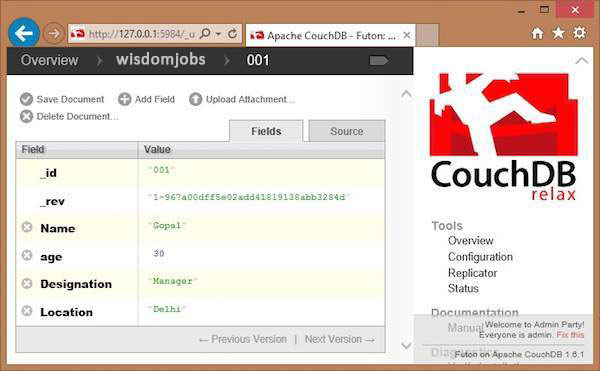 http://127.0.0.1:5984/_u
Apache CouchDB - Futon: ...
Overview
wisdomjobs
001
Save Document
Add Field
Upload Attachment...
Delete Document...
Fields
Source
Field
Value
_id
"001"
_rev
"1-967a00dff5e02add41819138abb3284d"
Name
"Gopal"
age
30
Designation
"Manager"
Location
"Delhi"
← Previous Version | Next Version →
CouchDB
relax
Tools
Overview
Configuration
Replicator
Status
Documentation
Manual
Welcome to Admin Party!
Everyone is admin. Fix this
Futon on Apache CouchDB 1.6.1